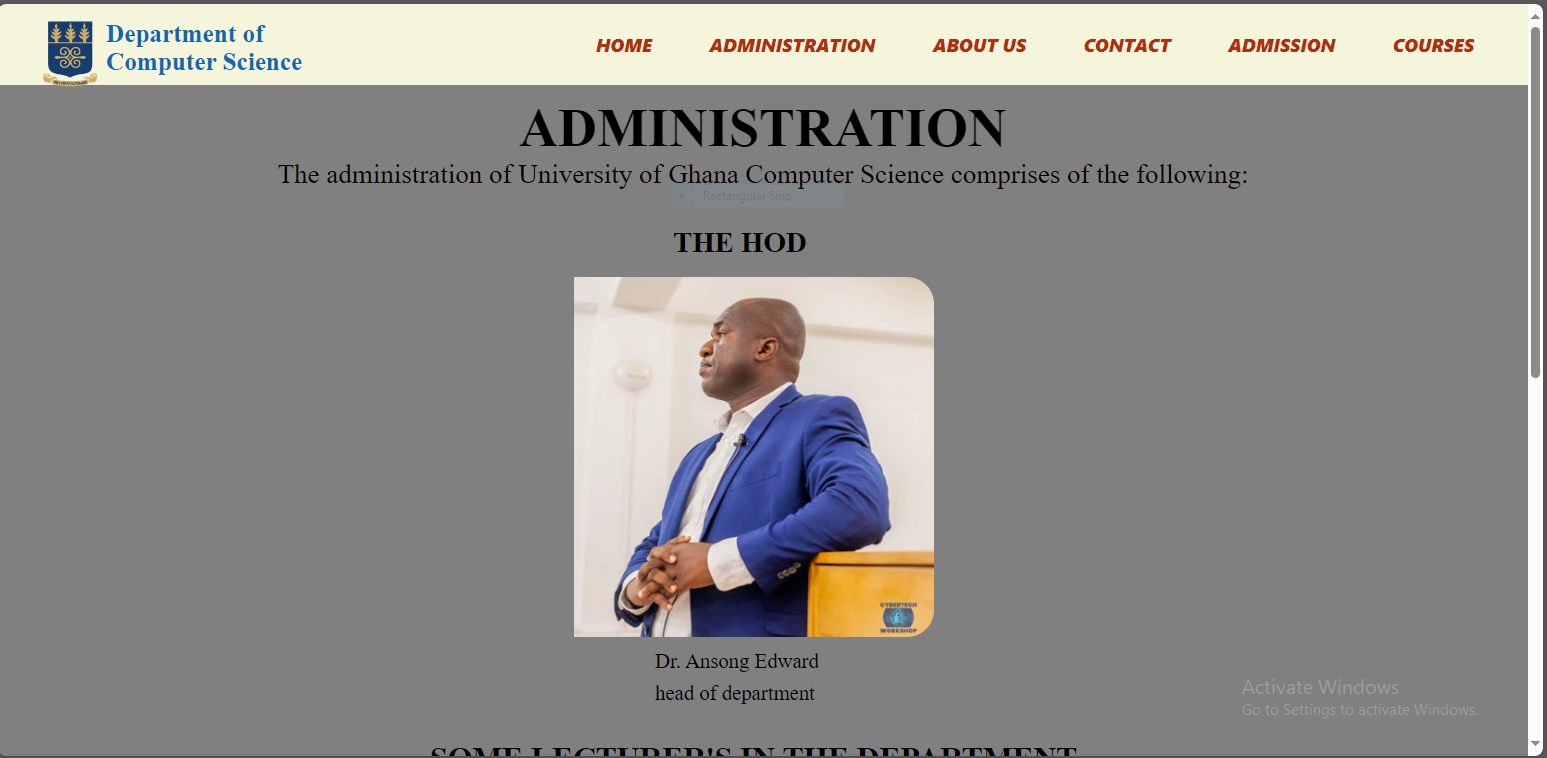 Department of
Computer Science
HOME ADMINISTRATION ABOUT US CONTACT ADMISSION COURSES
ADMINISTRATION
The administration of University of Ghana Computer Science comprises of the following:
Rectangular Snip
THE HOD
CYBERTECH
WORKSHOP
Dr. Ansong Edward
head of department
Activate Windows
Go to Settings to activate Windows.
SOME LECTURER'S IN THE DEPARTMENT